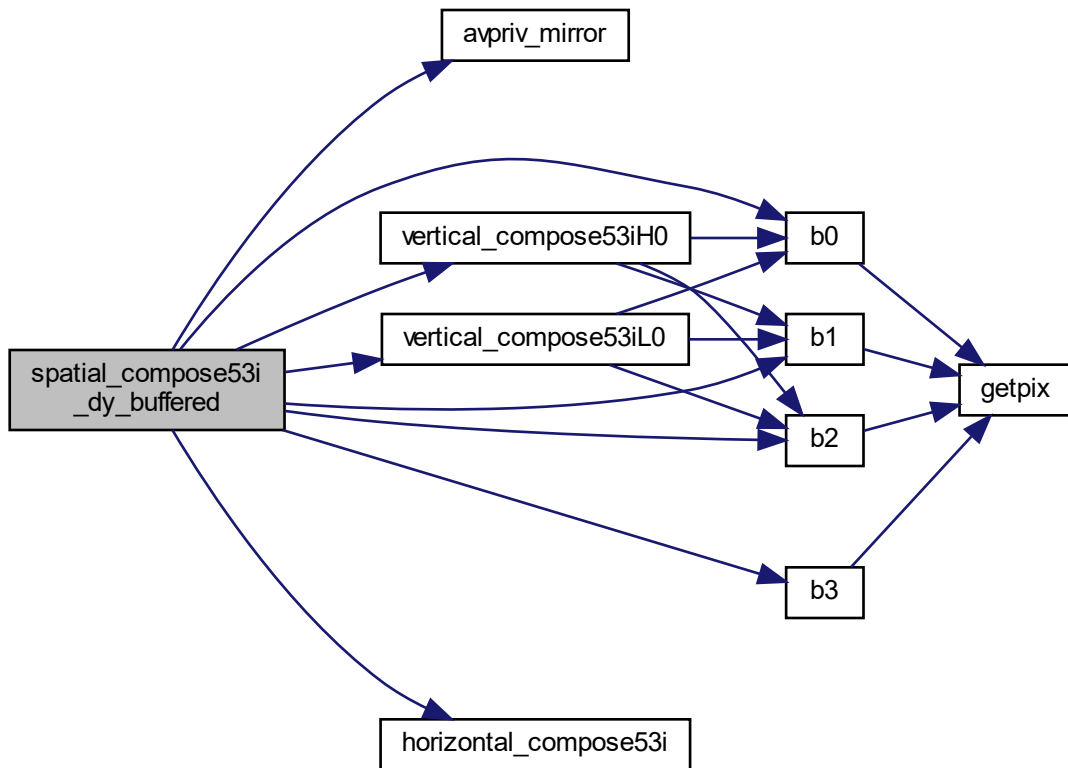 avpriv_mirror
vertical_compose53iH0
b0
vertical_compose53iL0
b1
spatial_compose53i
_dy_buffered
getpix
b2
b3
horizontal_compose53i